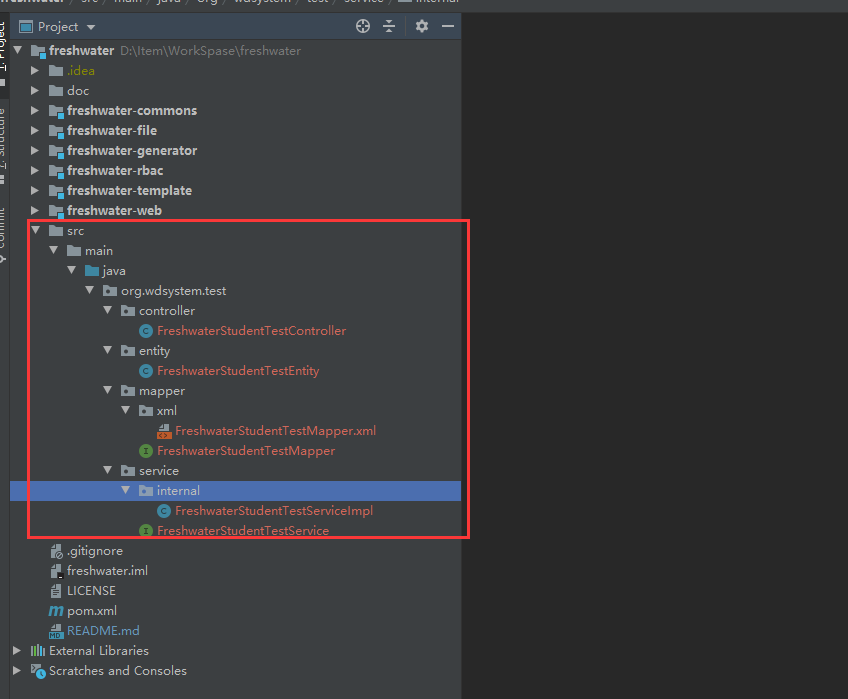 freshwater src main java org wdsystem test service internal
Project
1: Project
freshwater D:\Item\WorkSpase\freshwater
.idea
doc
freshwater-commons
freshwater-file
Z: Structure
freshwater-generator
freshwater-rbac
freshwater-template
freshwater-web
Commit
src
main
java
org.wdsystem.test
controller
FreshwaterStudentTestController
entity
FreshwaterStudentTestEntity
mapper
xml
FreshwaterStudentTestMapper.xml
FreshwaterStudentTestMapper
service
internal
FreshwaterStudentTestServiceImpl
FreshwaterStudentTestService
.gitignore
freshwater.iml
LICENSE
pom.xml
README.md
External Libraries
Scratches and Consoles